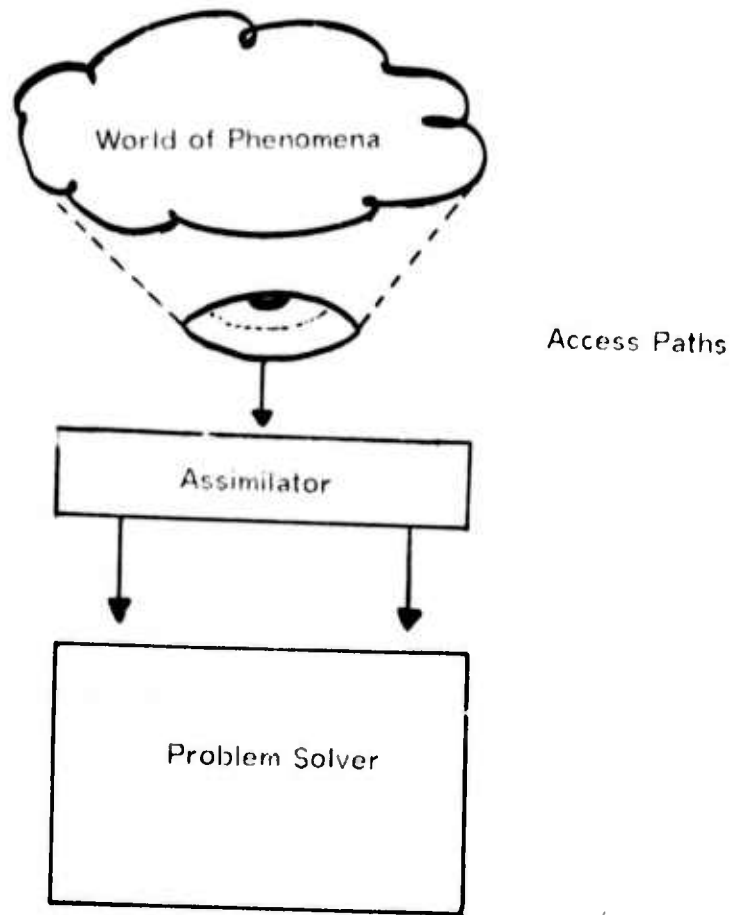 World of Phenomena
Access Paths
Assimilator
Problem Solver